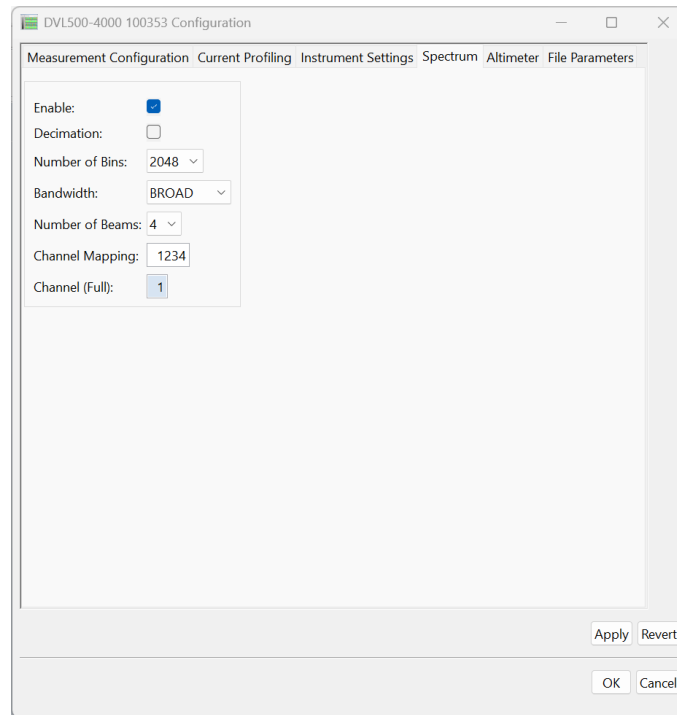 DVL500-4000 100353 Configuration
Measurement Configuration Current Profiling Instrument Settings Spectrum Altimeter File Parameters
Enable:
Decimation:
Number of Bins: 2048
Bandwidth: BROAD
Number of Beams: 4
Channel Mapping: 1234
Channel (Full): 1
Apply Revert
OK Cancel